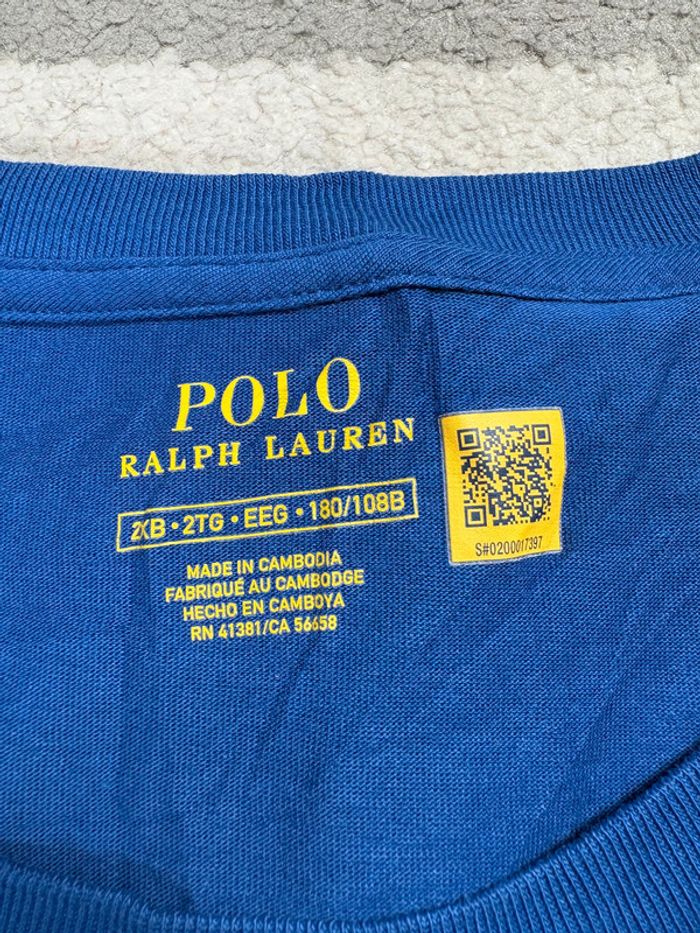 POLO
RALPH LAUREN
2XB • 2TG • EEG • 180/108B
MADE IN CAMBODIA
FABRIQUÉ AU CAMBODGE
HECHO EN CAMBOYA
RN 41381/CA 56658
S#0200017397